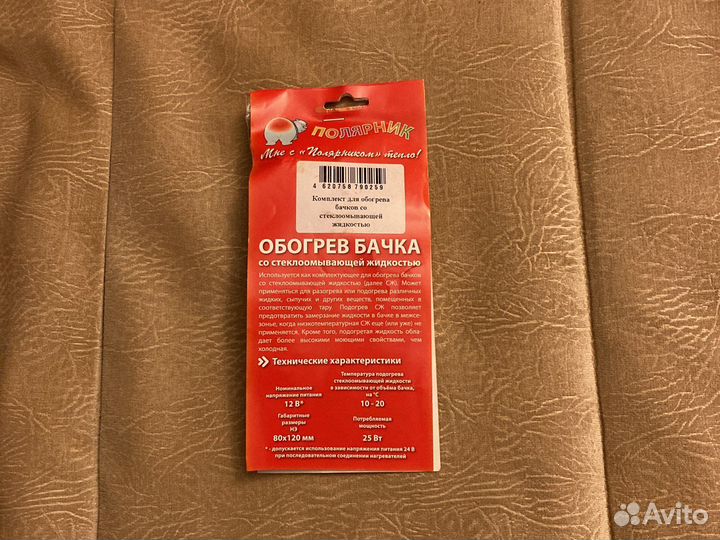 ПОЛЯРНИК
Мне с «Полярником» тепло!
4 620758 790259
Комплект для обогрева
бачков со
стеклоомывающей
жидкостью
ОБОГРЕВ БАЧКА
со стеклоомывающей жидкостью
Используется как комплектующее для обогрева бачков
со стеклоомывающей жидкостью (далее СЖ). Может
применяться для разогрева или подогрева различных
жидких, сыпучих и других веществ, помещенных в
соответствующую тару. Подогрев СЖ позволяет
предотвратить замерзание жидкости в бачке в межсе-
зонье, когда низкотемпературная СЖ еще (или уже) не
применяется. Кроме того, подогретая жидкость обла-
дает более высокими моющими свойствами, чем
холодная.
Технические характеристики
Номинальное
напряжение питания
12 В*
Температура подогрева
стеклоомывающей жидкости
в зависимости от объёма бачка,
на °С
10 - 20
Габаритные
размеры
НЭ
80х120 мм
Потребляемая
мощность
25 Вт
* - допускается использование напряжения питания 24 В
при последовательном соединении нагревателей
Avito